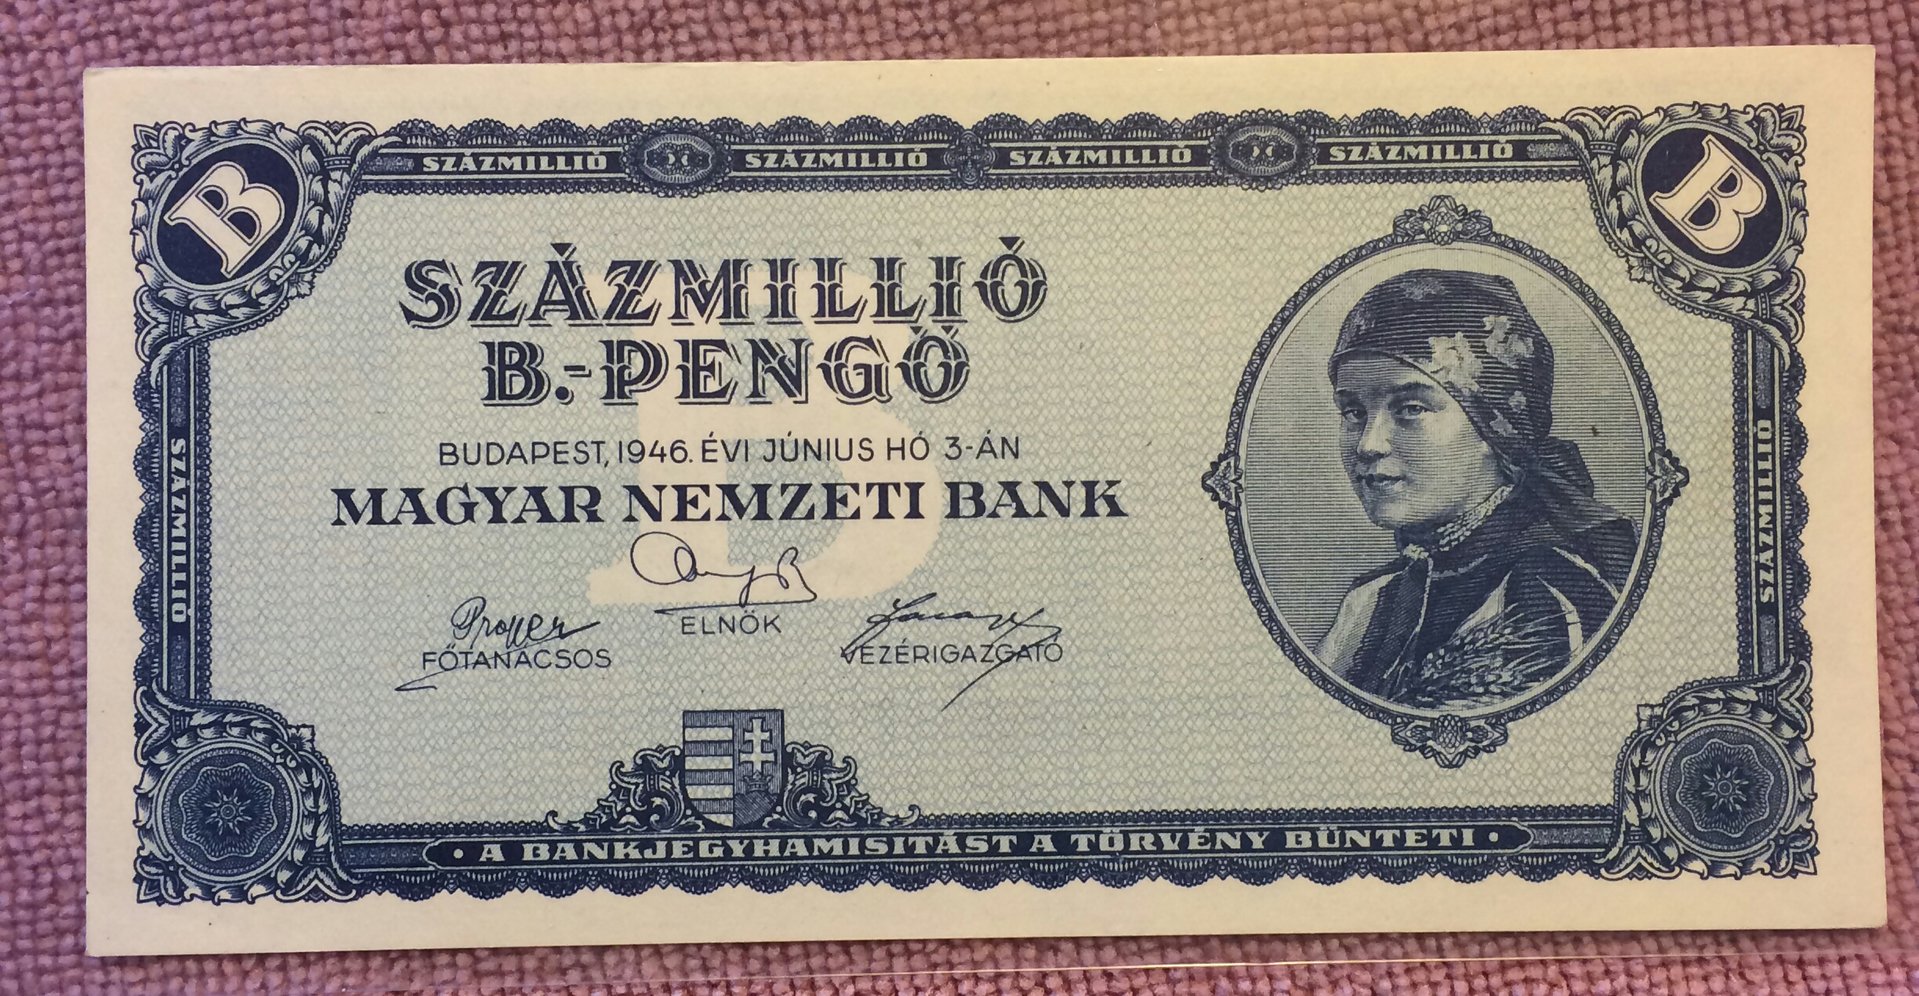 SZÁZMILLIÓ SZÁZMILLIÓ SZÁZMILLIÓ SZÁZMILLIÓ
B
B
SZÁZMILLIÓ
B.-PENGŐ
BUDAPEST, 1946. ÉVI JÚNIUS HÓ 3-ÁN
MAGYAR NEMZETI BANK
ELNÖK
FŐTANÁCSOS
VEZÉRIGAZGATÓ
SZÁZMILLIÓ
SZÁZMILLIÓ
· A BANKJEGYHAMISITÁST A TÖRVÉNY BÜNTETI ·